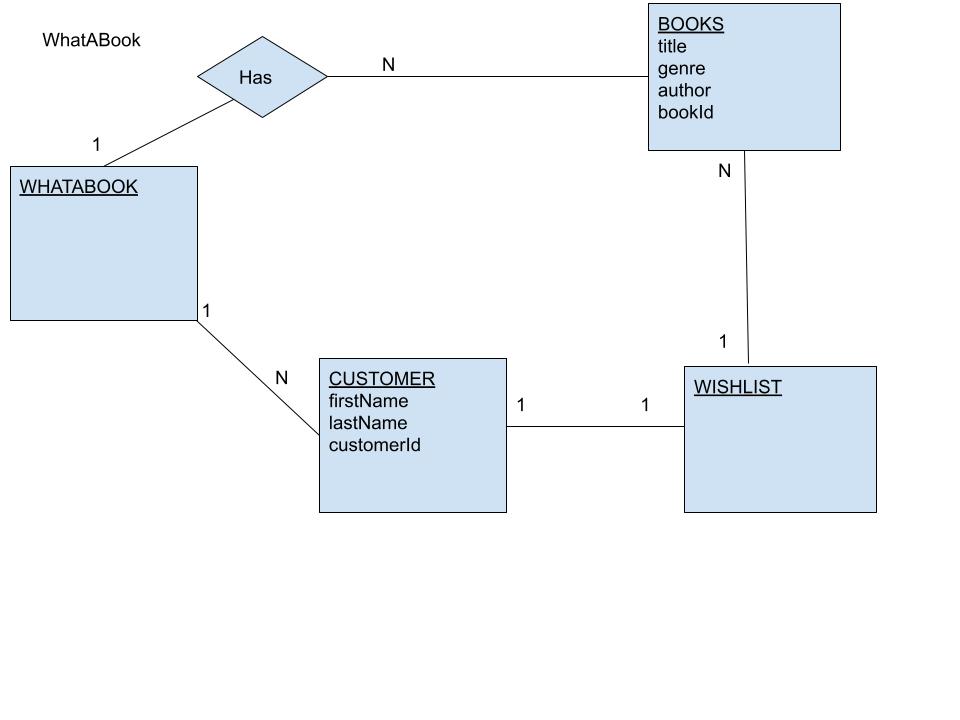 WhatABook
Has
N
BOOKS
title
genre
author
bookId
1
N
WHATABOOK
1
N
1
CUSTOMER
firstName
lastName
customerId
1
1
WISHLIST